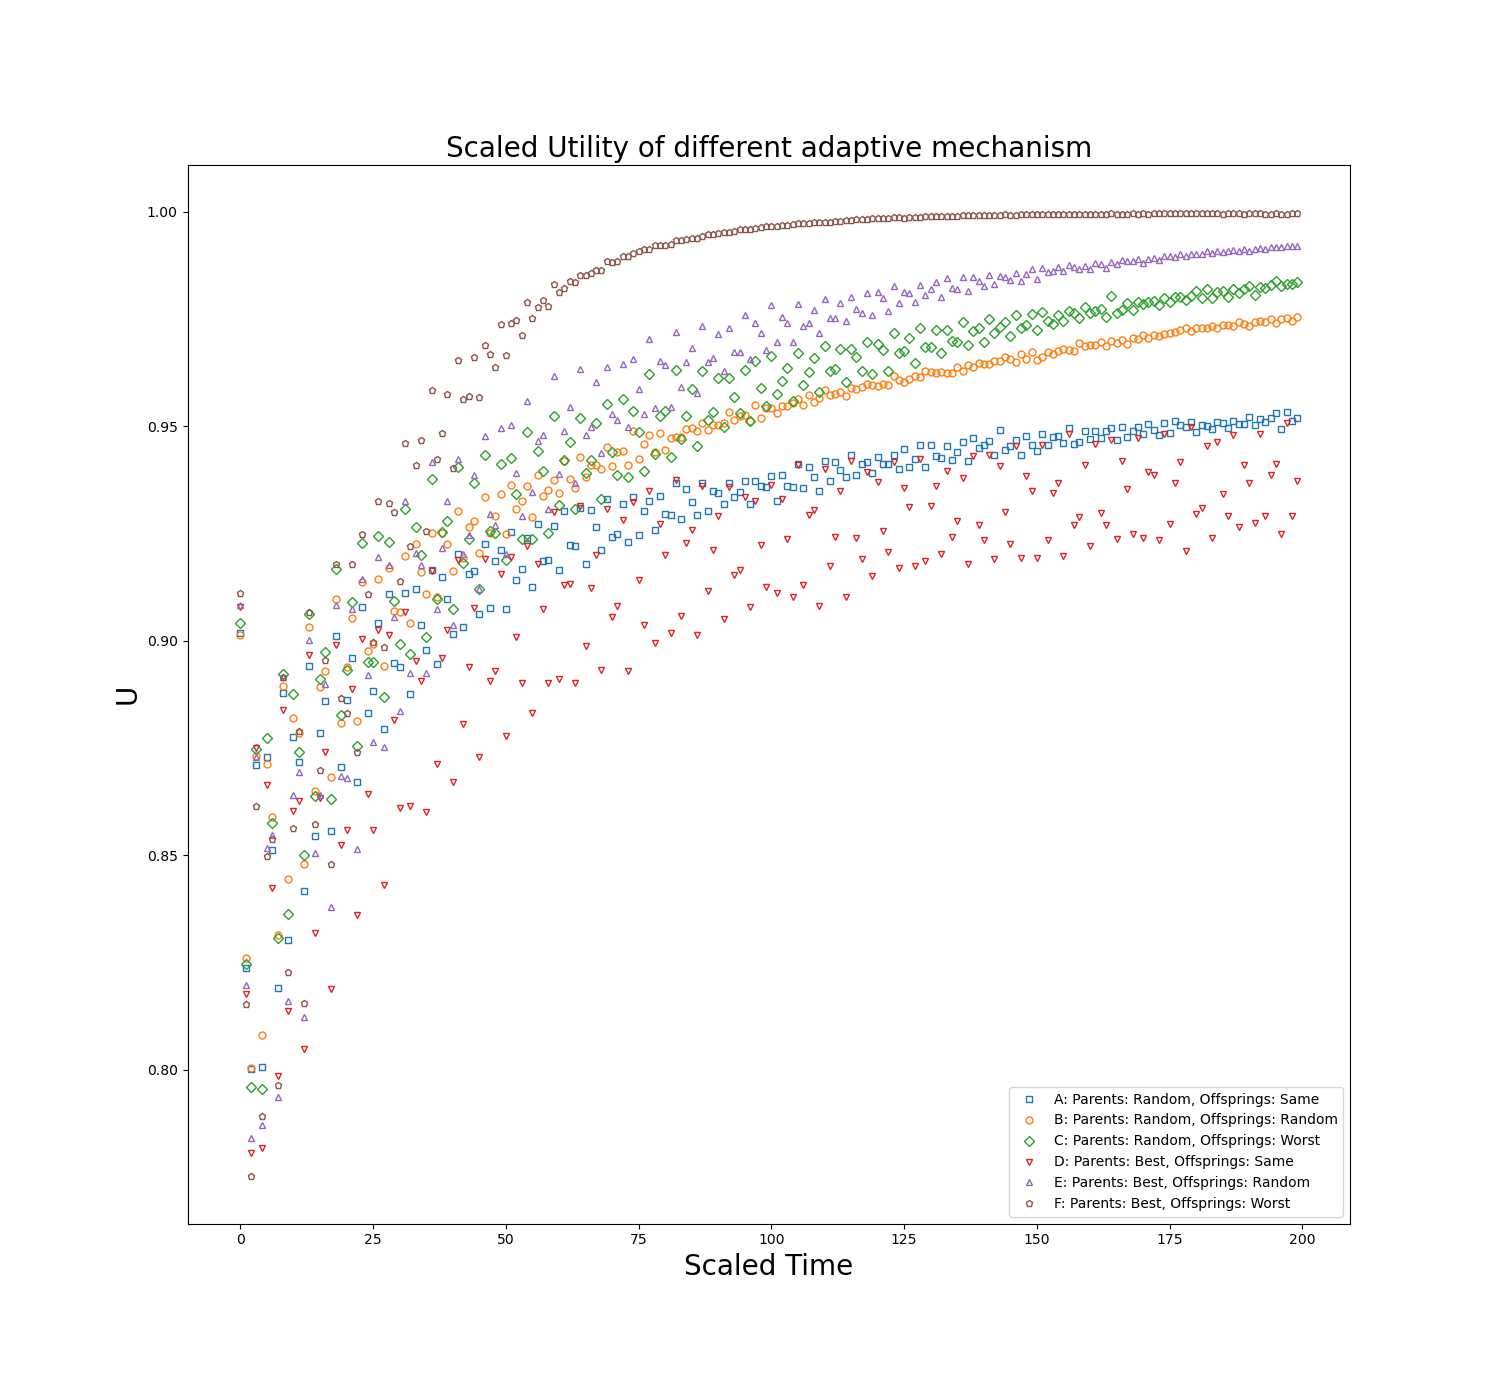 Scaled Utility of different adaptive mechanism
1.00
0.95
0.90
0.85
0.80
U
0
25
50
75
100
125
150
175
200
Scaled Time
A: Parents: Random, Offsprings: Same
B: Parents: Random, Offsprings: Random
C: Parents: Random, Offsprings: Worst
D: Parents: Best, Offsprings: Same
E: Parents: Best, Offsprings: Random
F: Parents: Best, Offsprings: Worst